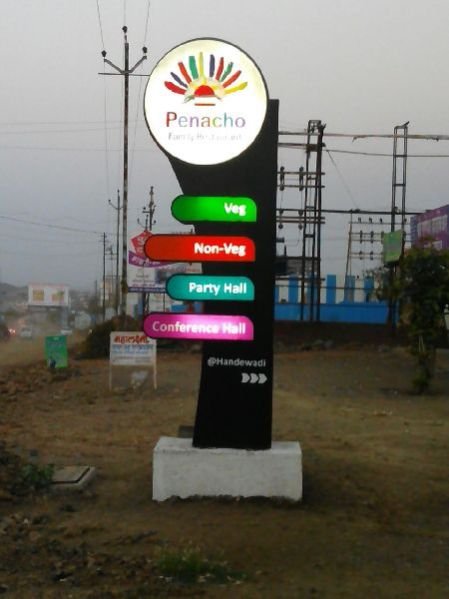 Penacho
Family Restaurant
Veg
Non-Veg
Party Hall
Conference Hall
@Handewadi